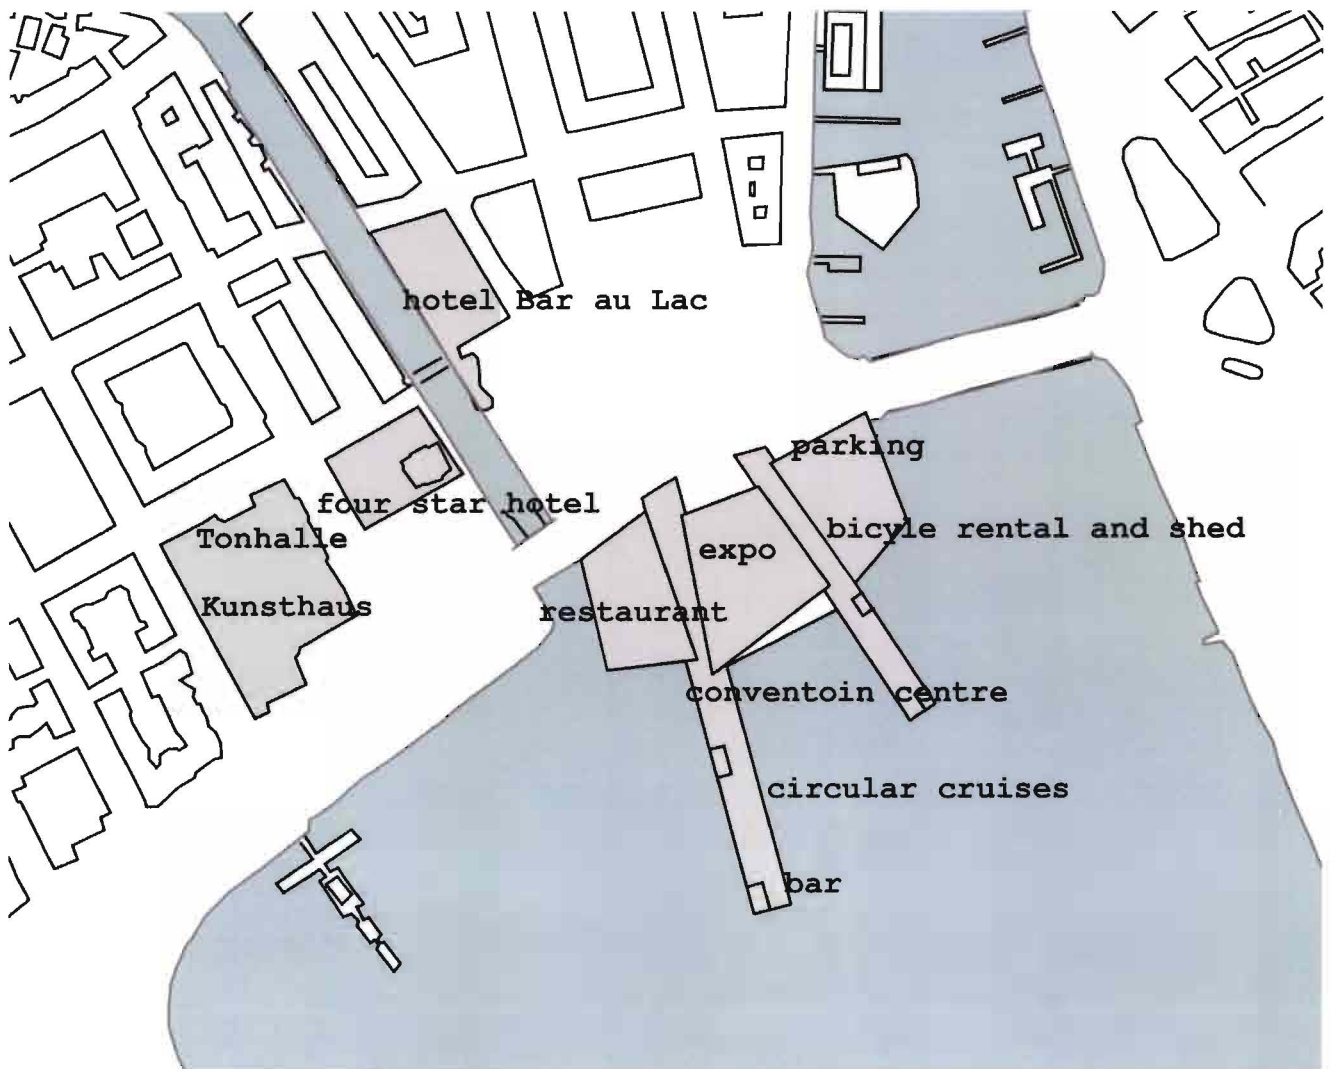 hotel Bar au Lac
parking
four star hotel
bicyle rental and shed
Tonhalle
expo
Kunsthaus
restaurant
conventoin centre
circular cruises
bar